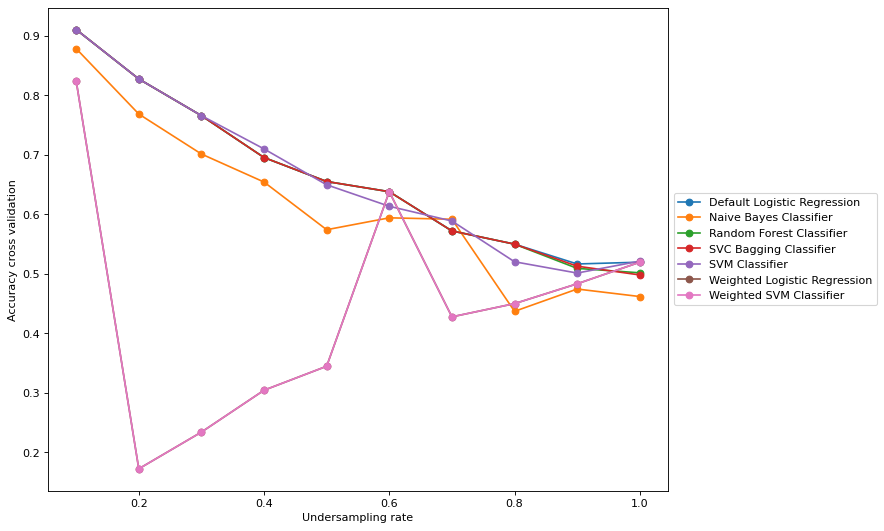 0.9
0.8
0.7
0.6
0.5
0.4
0.3
0.2
Accuracy cross validation
0.2 0.4 0.6 0.8 1.0
Undersampling rate
Default Logistic Regression
Naive Bayes Classifier
Random Forest Classifier
SVC Bagging Classifier
SVM Classifier
Weighted Logistic Regression
Weighted SVM Classifier